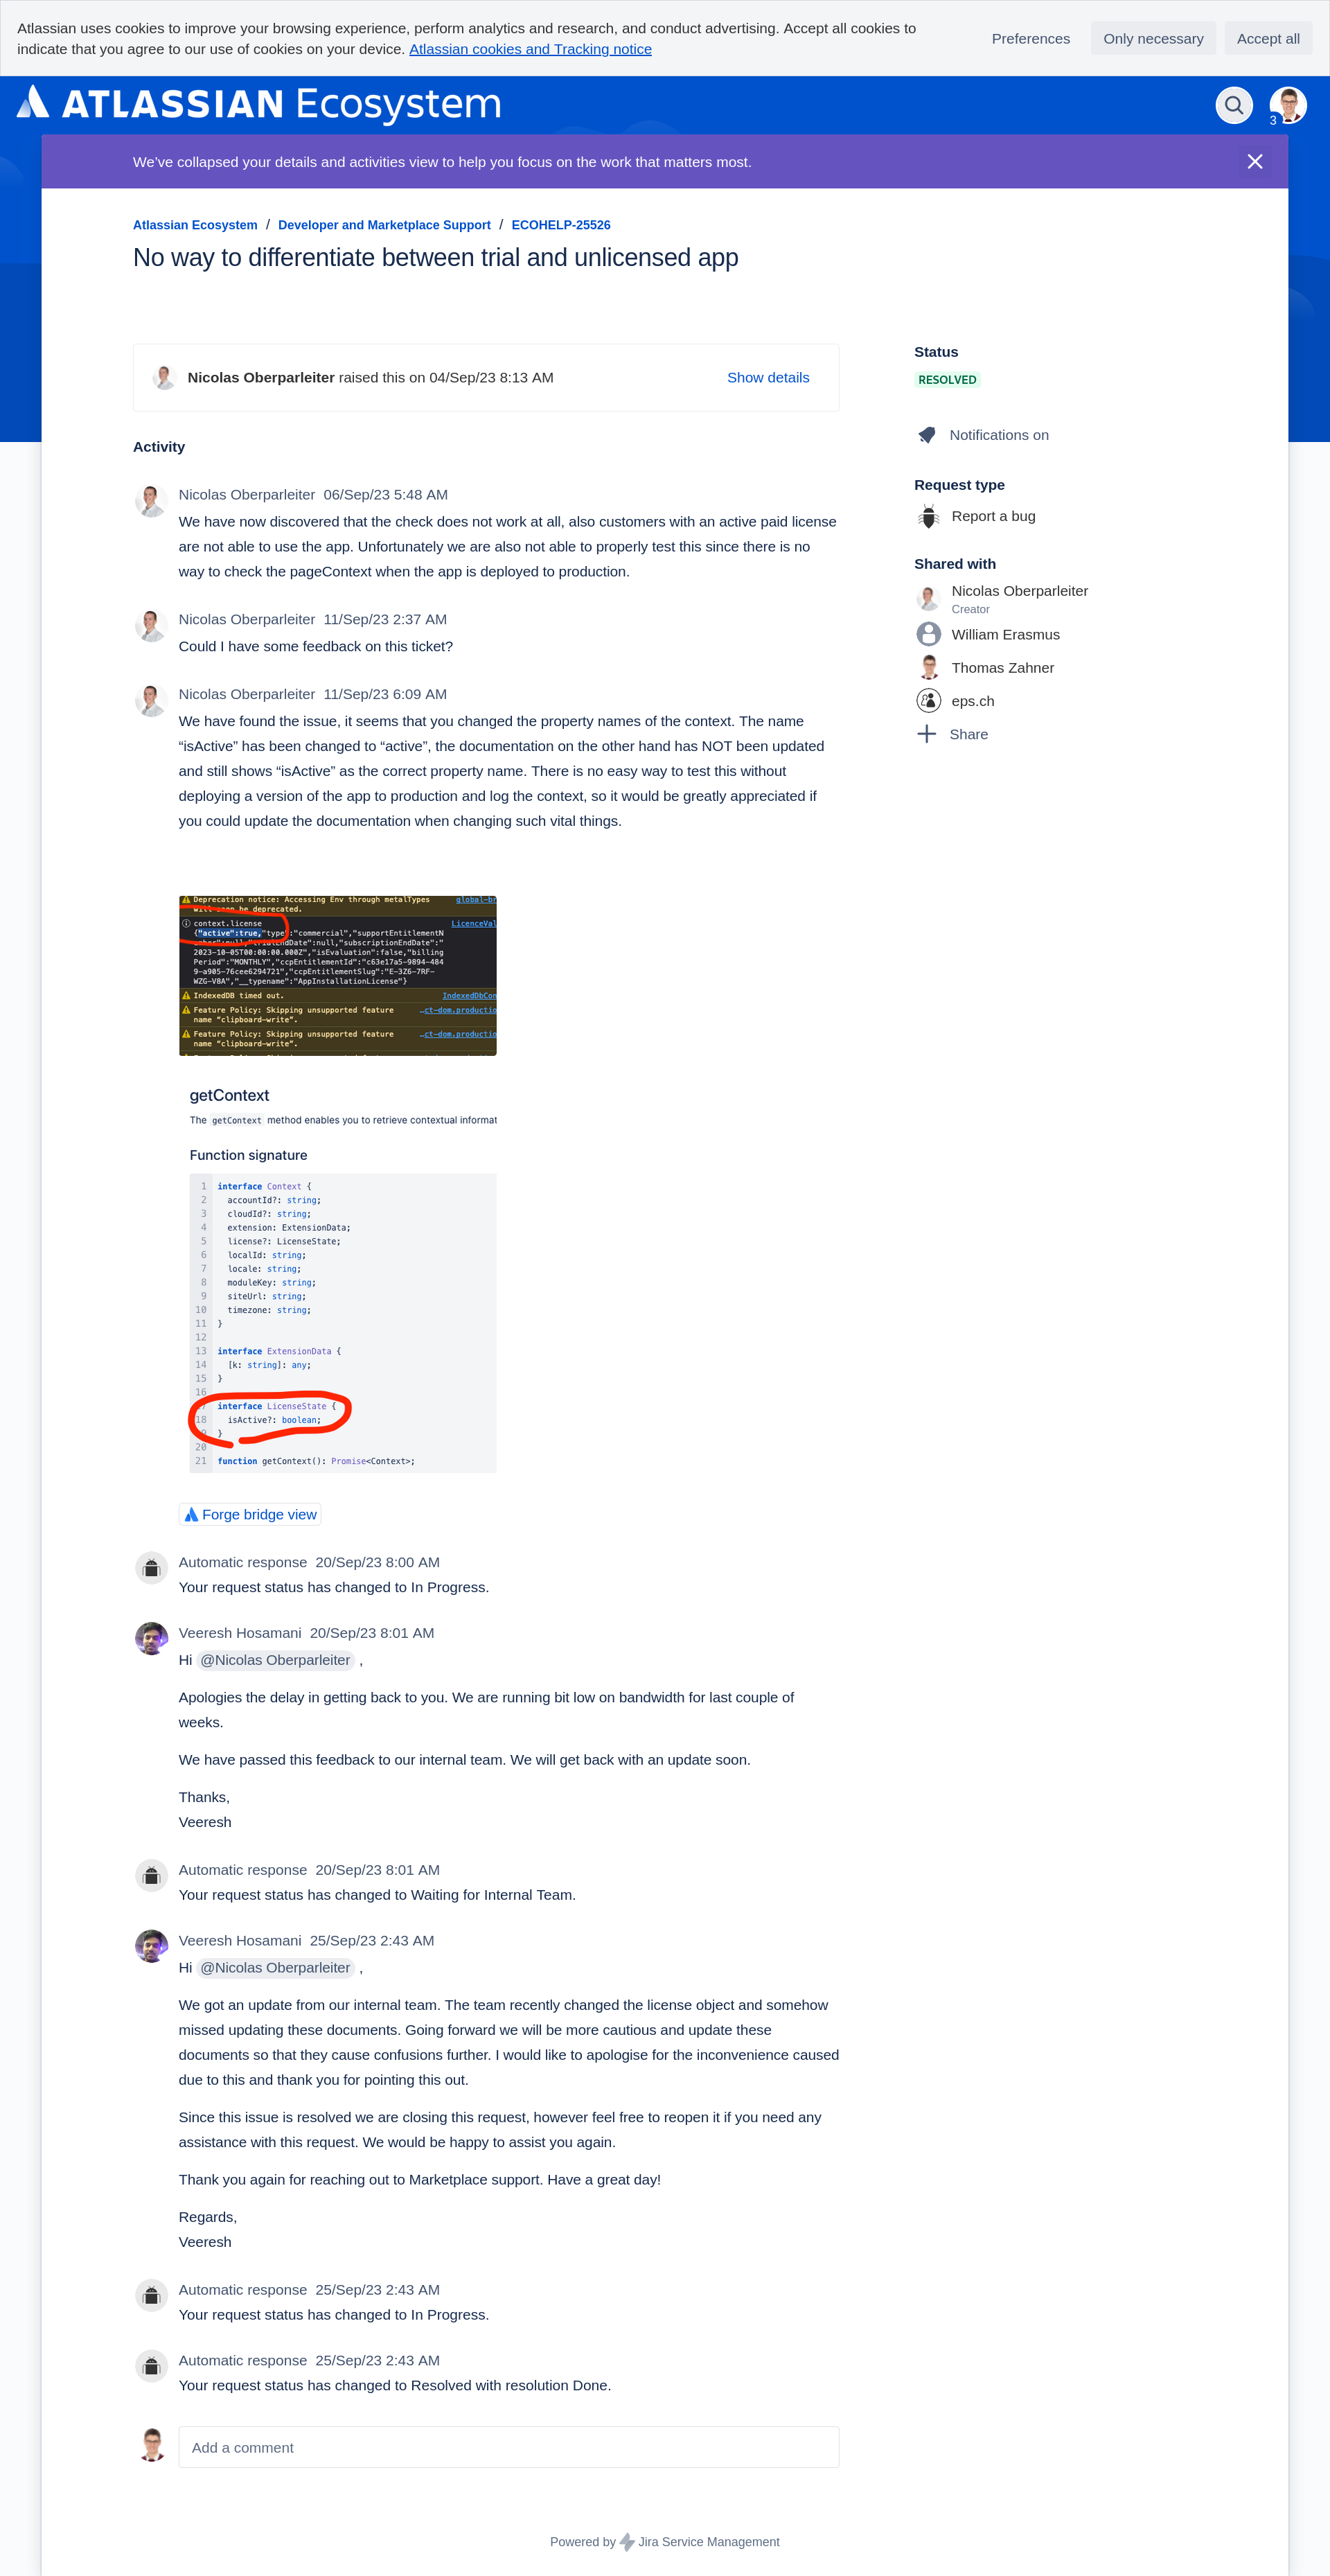 Atlassian uses cookies to improve your browsing experience, perform analytics and research, and conduct advertising. Accept all cookies to
indicate that you agree to our use of cookies on your device. Atlassian cookies and Tracking notice
Preferences
Only necessary
Accept all
ATLASSIAN Ecosystem
3
We've collapsed your details and activities view to help you focus on the work that matters most.
Atlassian Ecosystem / Developer and Marketplace Support / ECOHELP-25526
No way to differentiate between trial and unlicensed app
Nicolas Oberparleiter raised this on 04/Sep/23 8:13 AM
Show details
Activity
Nicolas Oberparleiter 06/Sep/23 5:48 AM
We have now discovered that the check does not work at all, also customers with an active paid license
are not able to use the app. Unfortunately we are also not able to properly test this since there is no
way to check the pageContext when the app is deployed to production.
Nicolas Oberparleiter 11/Sep/23 2:37 AM
Could I have some feedback on this ticket?
Nicolas Oberparleiter 11/Sep/23 6:09 AM
We have found the issue, it seems that you changed the property names of the context. The name
“isActive” has been changed to “active”, the documentation on the other hand has NOT been updated
and still shows “isActive” as the correct property name. There is no easy way to test this without
deploying a version of the app to production and log the context, so it would be greatly appreciated if
you could update the documentation when changing such vital things.
Deprecation notice: Accessing Env through metalTypes global-br
will soon be deprecated.
context.license LicenceVal
{"active":true,"type":"commercial","supportEntitlementN
umber":null,"trialEndDate":null,"subscriptionEndDate":"
2023-10-05T00:00:00.000Z","isEvaluation":false,"billing
Period":"MONTHLY","ccpEntitlementId":"c63e17a5-9894-484
9-a905-76cee6294721","ccpEntitlementSlug":"E-3Z6-7RF-
WZG-V8A","__typename":"AppInstallationLicense"}
IndexedDB timed out. IndexedDbCon
Feature Policy: Skipping unsupported feature …ct-dom.productio
name “clipboard-write”.
Feature Policy: Skipping unsupported feature …ct-dom.productio
name “clipboard-write”.
getContext
The getContext method enables you to retrieve contextual informat
Function signature
1 interface Context {
2 accountId?: string;
3 cloudId?: string;
4 extension: ExtensionData;
5 license?: LicenseState;
6 localId: string;
7 locale: string;
8 moduleKey: string;
9 siteUrl: string;
10 timezone: string;
11 }
12
13 interface ExtensionData {
14 [k: string]: any;
15 }
16
17 interface LicenseState {
18 isActive?: boolean;
19 }
20
21 function getContext(): Promise<Context>;
Forge bridge view
Automatic response 20/Sep/23 8:00 AM
Your request status has changed to In Progress.
Veeresh Hosamani 20/Sep/23 8:01 AM
Hi @Nicolas Oberparleiter ,
Apologies the delay in getting back to you. We are running bit low on bandwidth for last couple of
weeks.
We have passed this feedback to our internal team. We will get back with an update soon.
Thanks,
Veeresh
Automatic response 20/Sep/23 8:01 AM
Your request status has changed to Waiting for Internal Team.
Veeresh Hosamani 25/Sep/23 2:43 AM
Hi @Nicolas Oberparleiter ,
We got an update from our internal team. The team recently changed the license object and somehow
missed updating these documents. Going forward we will be more cautious and update these
documents so that they cause confusions further. I would like to apologise for the inconvenience caused
due to this and thank you for pointing this out.
Since this issue is resolved we are closing this request, however feel free to reopen it if you need any
assistance with this request. We would be happy to assist you again.
Thank you again for reaching out to Marketplace support. Have a great day!
Regards,
Veeresh
Automatic response 25/Sep/23 2:43 AM
Your request status has changed to In Progress.
Automatic response 25/Sep/23 2:43 AM
Your request status has changed to Resolved with resolution Done.
Add a comment
Status
RESOLVED
Notifications on
Request type
Report a bug
Shared with
Nicolas Oberparleiter
Creator
William Erasmus
Thomas Zahner
eps.ch
Share
Powered by Jira Service Management